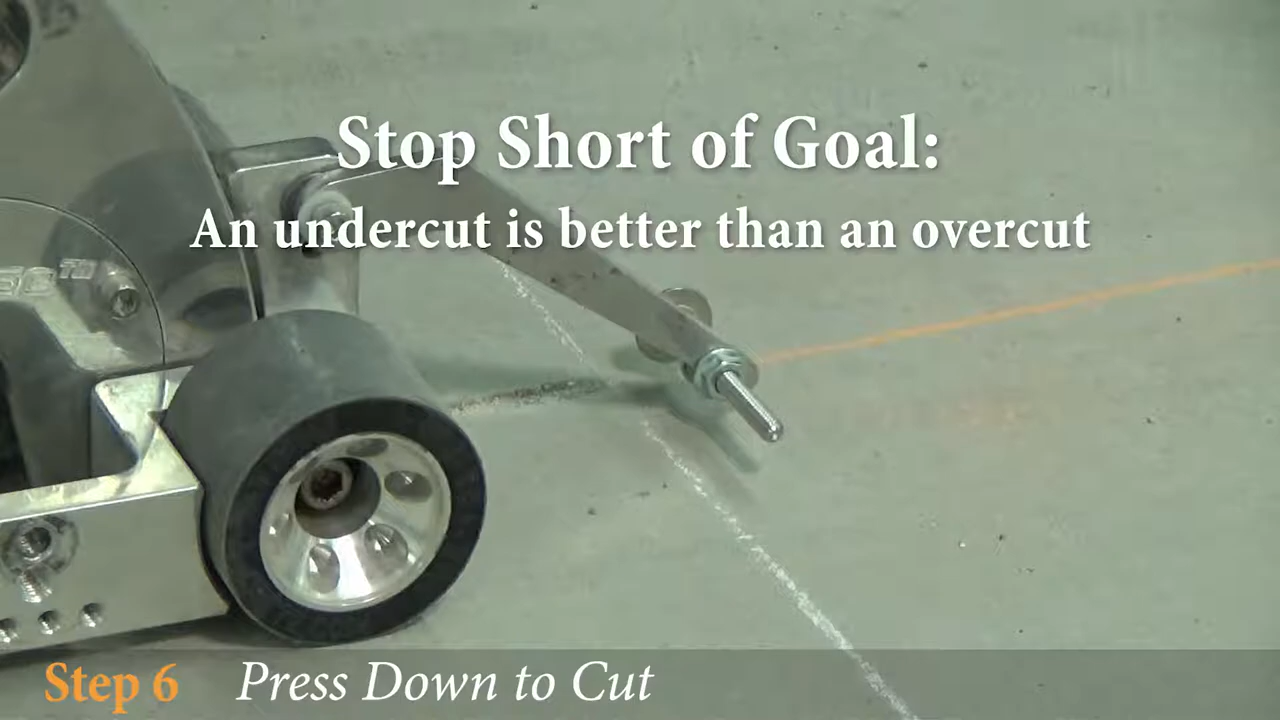 Stop Short of Goal:
An undercut is better than an overcut
Step 6 Press Down to Cut